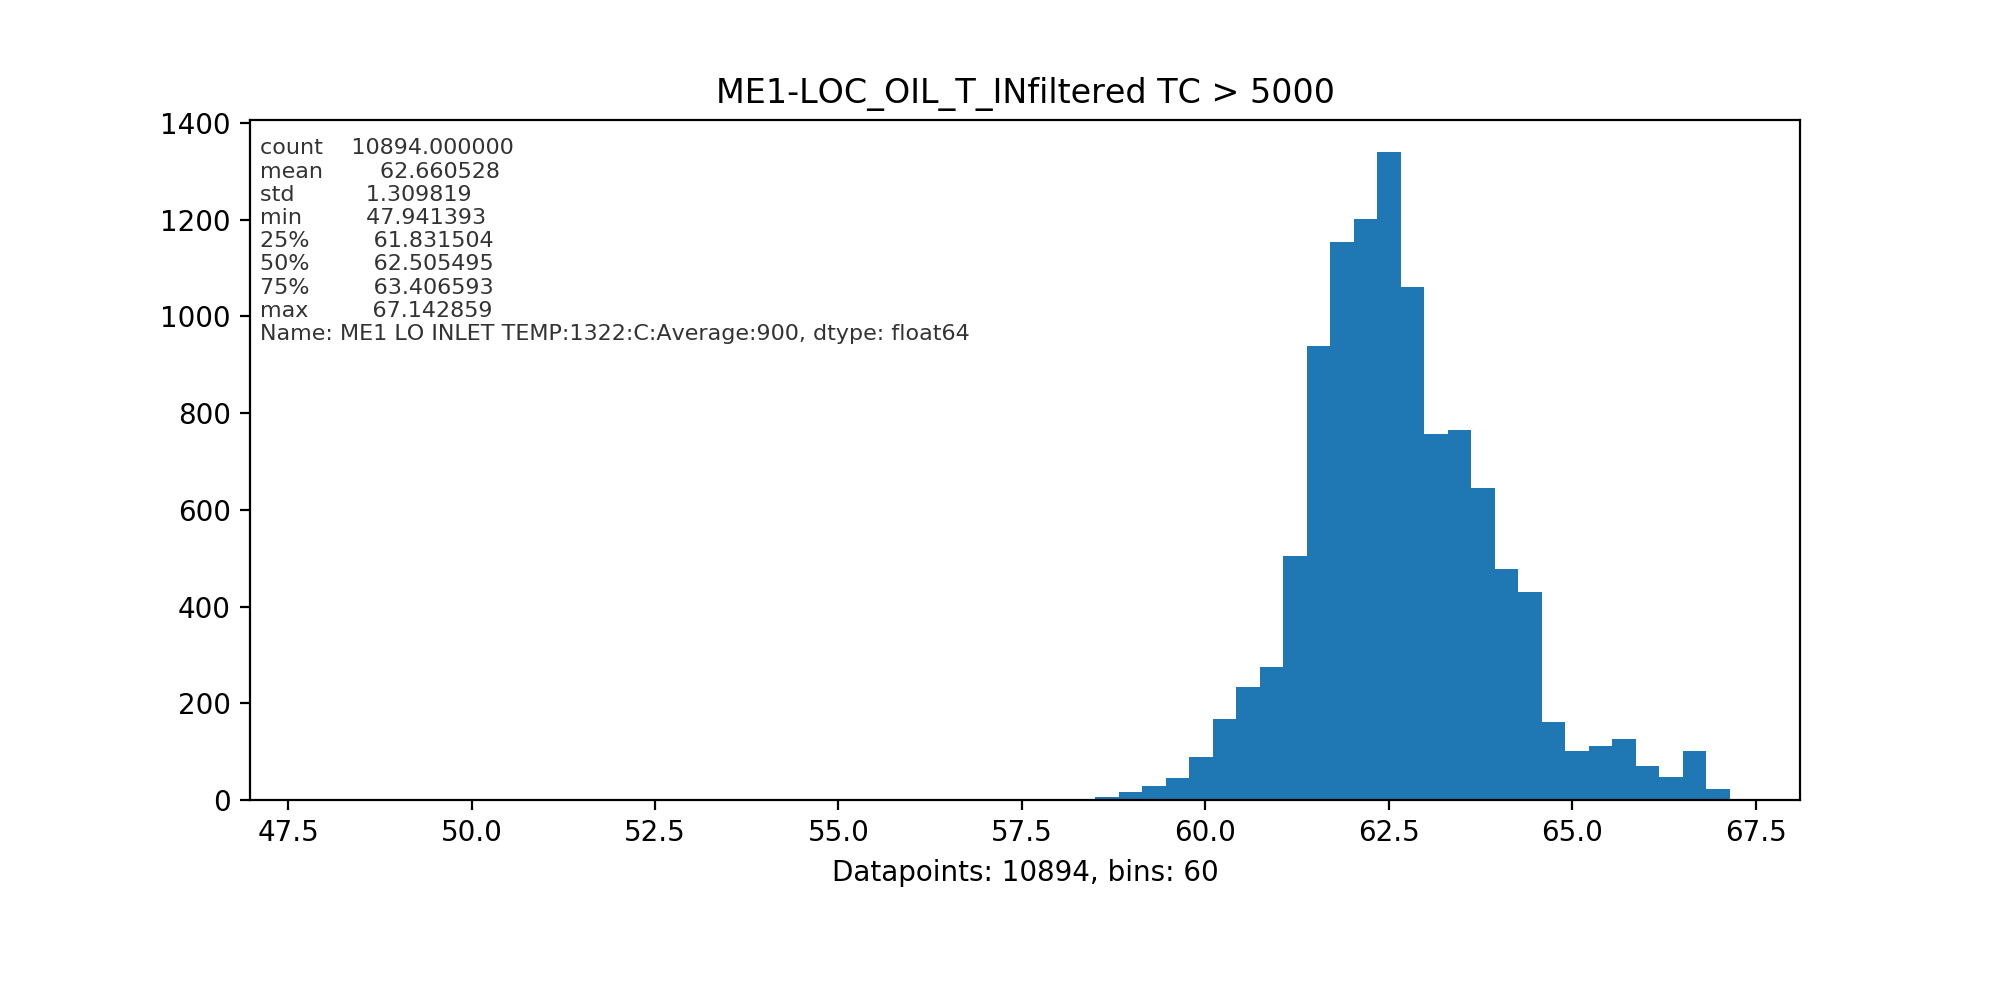 ME1-LOC_OIL_T_INfiltered TC > 5000
1400
1200
1000
800
600
400
200
0
count 10894.000000
mean 62.660528
std 1.309819
min 47.941393
25% 61.831504
50% 62.505495
75% 63.406593
max 67.142859
Name: ME1 LO INLET TEMP:1322:C:Average:900, dtype: float64
47.5 50.0 52.5 55.0 57.5 60.0 62.5 65.0 67.5
Datapoints: 10894, bins: 60